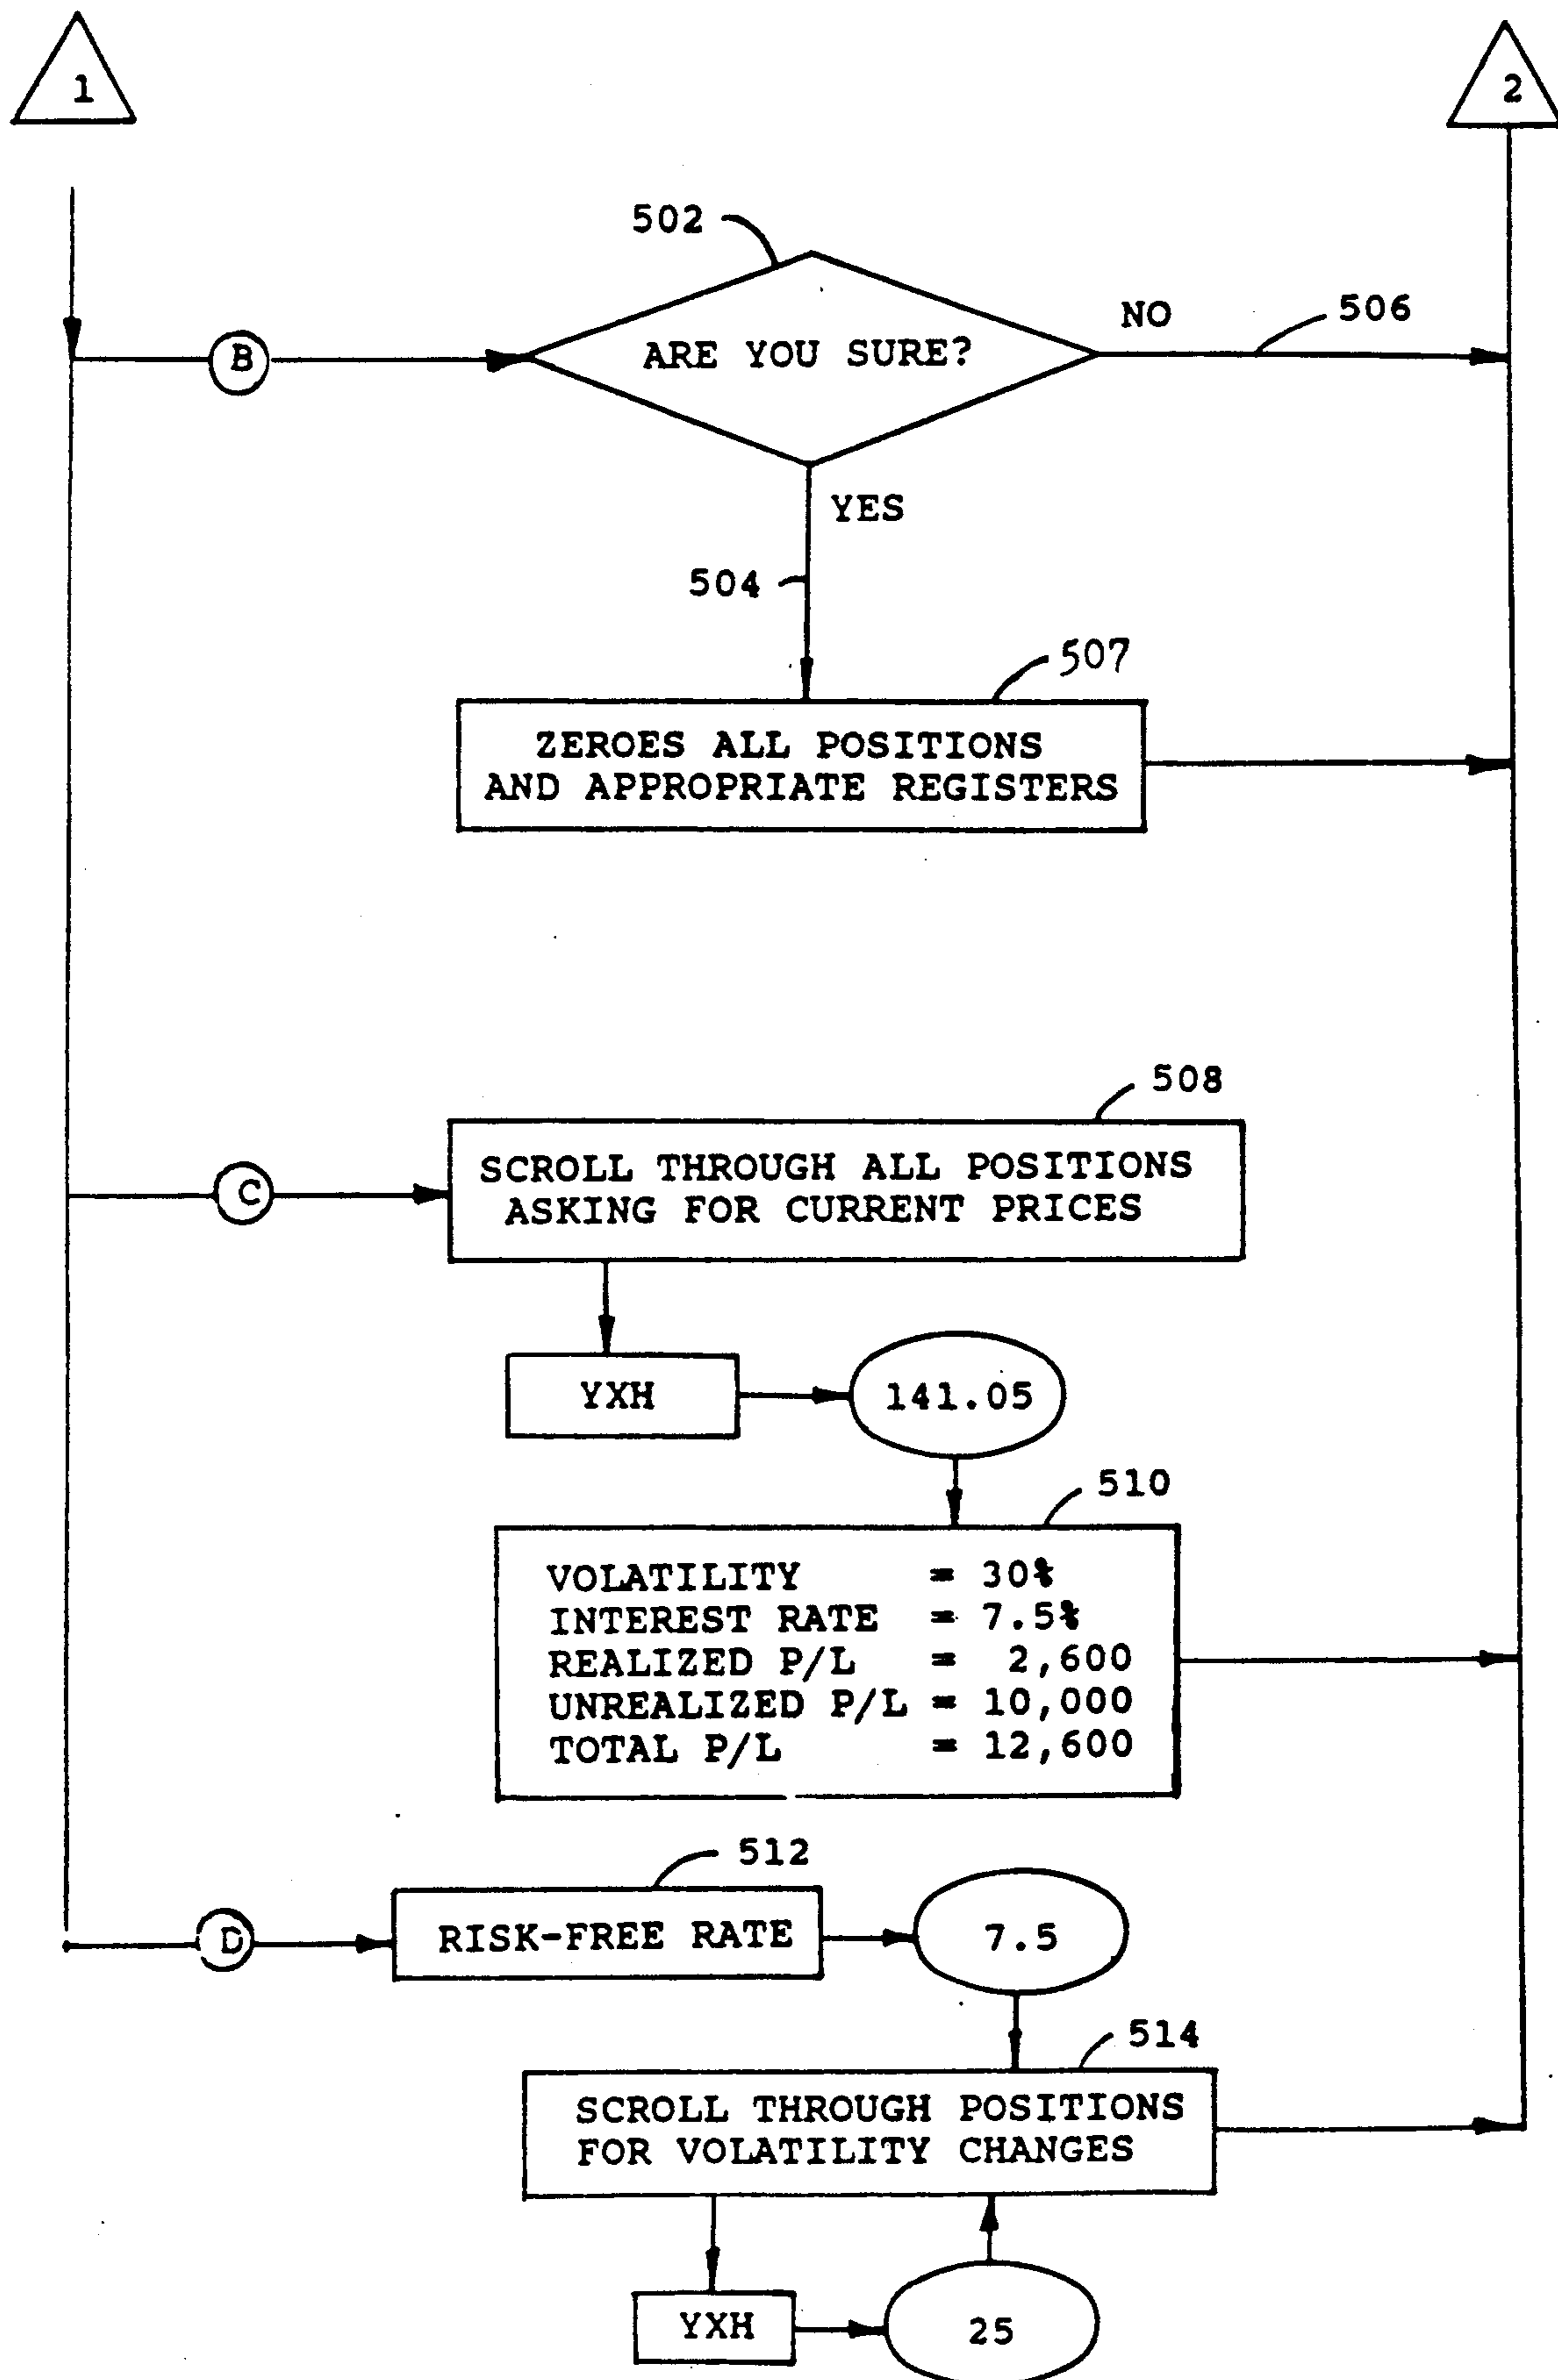 1
2
502
NO
506
B
ARE YOU SURE?
YES
504
507
ZEROES ALL POSITIONS
AND APPROPRIATE REGISTERS
508
C
SCROLL THROUGH ALL POSITIONS
ASKING FOR CURRENT PRICES
YXH
141.05
510
VOLATILITY = 30%
INTEREST RATE = 7.5%
REALIZED P/L = 2,600
UNREALIZED P/L = 10,000
TOTAL P/L = 12,600
512
D
RISK-FREE RATE
7.5
514
SCROLL THROUGH POSITIONS
FOR VOLATILITY CHANGES
YXH
25